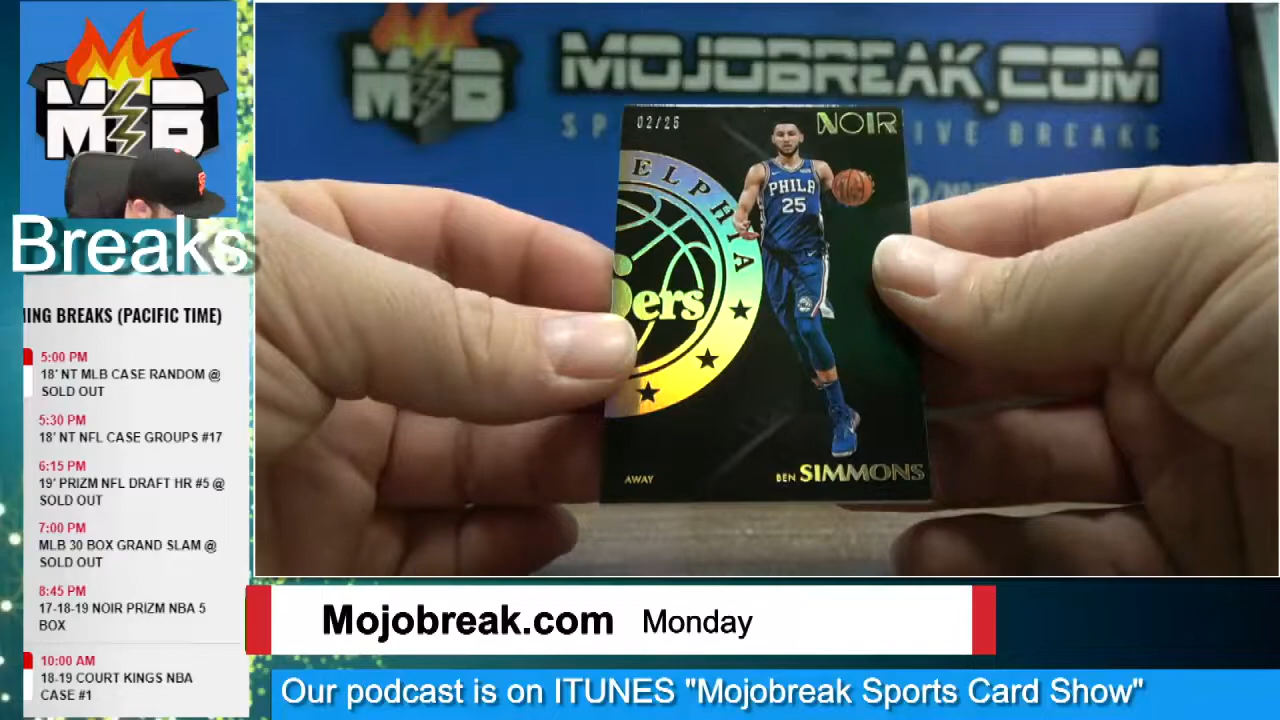 M B
MOJOBREAK.COM
SP
IVE BREAKS
M B
Breaks
ING BREAKS (PACIFIC TIME)
5:00 PM
18' NT MLB CASE RANDOM @
SOLD OUT
5:30 PM
18' NT NFL CASE GROUPS #17
6:15 PM
19' PRIZM NFL DRAFT HR #5 @
SOLD OUT
7:00 PM
MLB 30 BOX GRAND SLAM @
SOLD OUT
8:45 PM
17-18-19 NOIR PRIZM NBA 5
BOX
10:00 AM
18-19 COURT KINGS NBA
CASE #1
02/25
NOIR
ELPHIA
ers
PHILA
25
AWAY
BEN SIMMONS
Mojobreak.com Monday
Our podcast is on ITUNES "Mojobreak Sports Card Show"